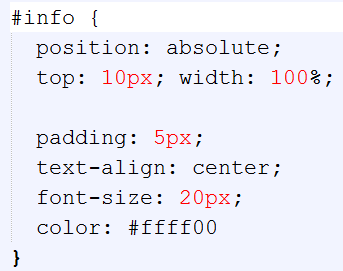 #info {
position: absolute;
top: 10px; width: 100%;
padding: 5px;
text-align: center;
font-size: 20px;
color: #ffff00
}